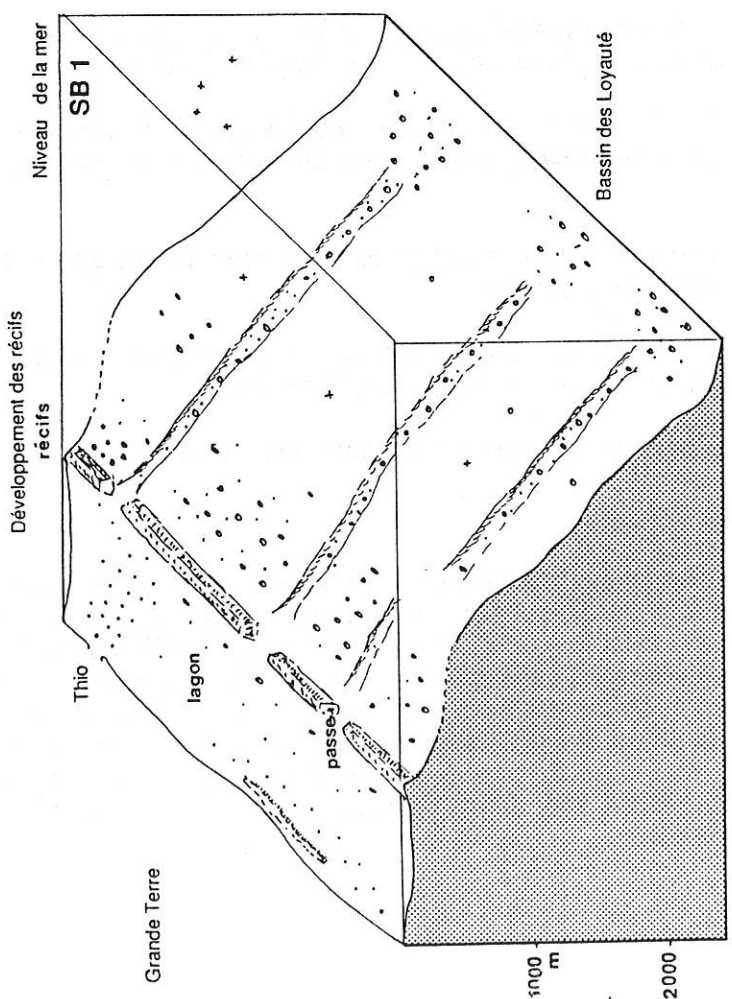 Niveau de la mer
SB 1
Développement des récifs
récifs
Bassin des Loyauté
Thio
lagon
passe
Grande Terre
m
2000